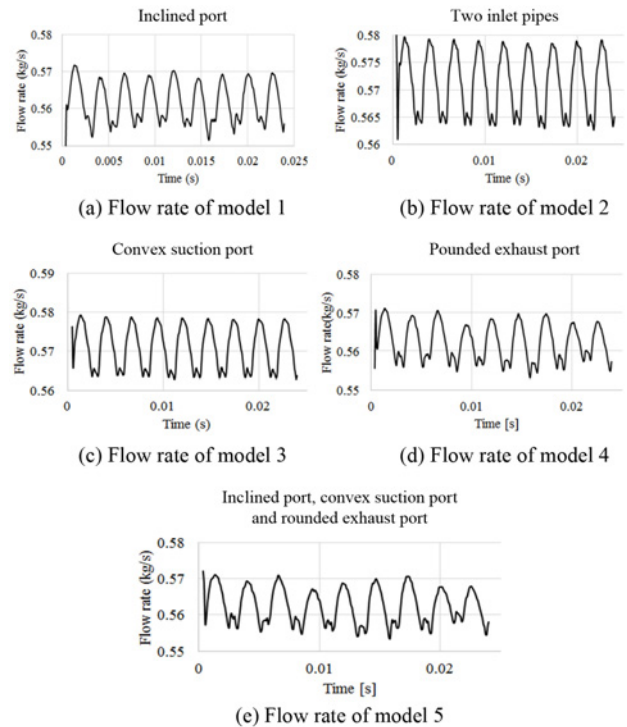 Inclined port
Flow rate (kg/s)
0.58
0.57
0.56
0.55
0 0.005 0.01 0.015 0.02 0.025
Time (s)
(a) Flow rate of model 1
Two inlet pipes
Flow rate (kg/s)
0.58
0.575
0.57
0.565
0.56
0 0.01 0.02
Time (s)
(b) Flow rate of model 2
Convex suction port
Flow rate (kg/s)
0.59
0.58
0.57
0.56
0 0.01 0.02
Time (s)
(c) Flow rate of model 3
Pounded exhaust port
Flow rate(kg/s)
0.58
0.57
0.56
0.55
0 0.01 0.02
Time [s]
(d) Flow rate of model 4
Inclined port, convex suction port
and rounded exhaust port
Flow rate (kg/s)
0.58
0.57
0.56
0.55
0 0.01 0.02
Time [s]
(e) Flow rate of model 5